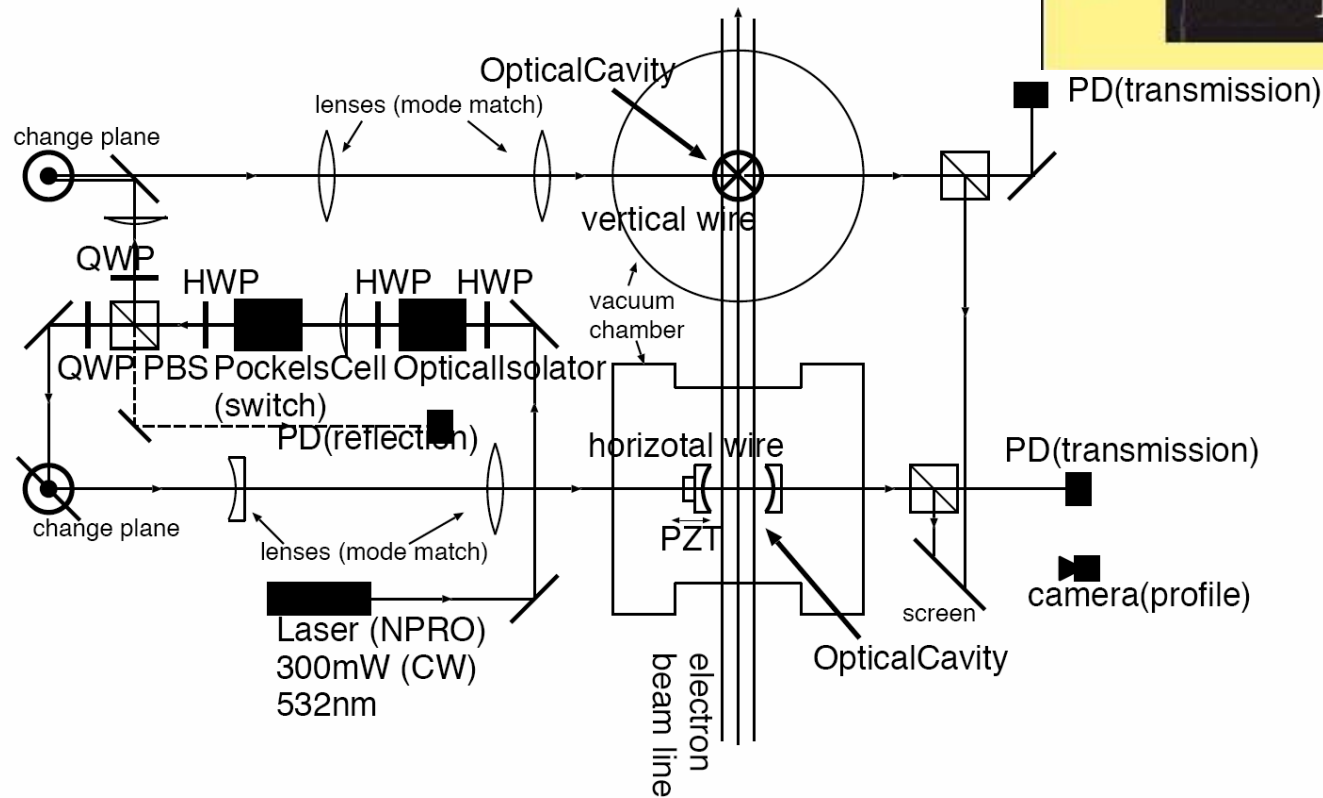 OpticalCavity
PD(transmission)
lenses (mode match)
change plane
vertical wire
QWP
HWP
HWP
HWP
vacuum
chamber
QWP
PBS
PockelsCell
(switch)
OpticalIsolator
PD(reflection)
horizotal wire
PD(transmission)
change plane
lenses (mode match)
PZT
camera(profile)
screen
Laser (NPRO)
300mW (CW)
532nm
OpticalCavity
electron
beam line